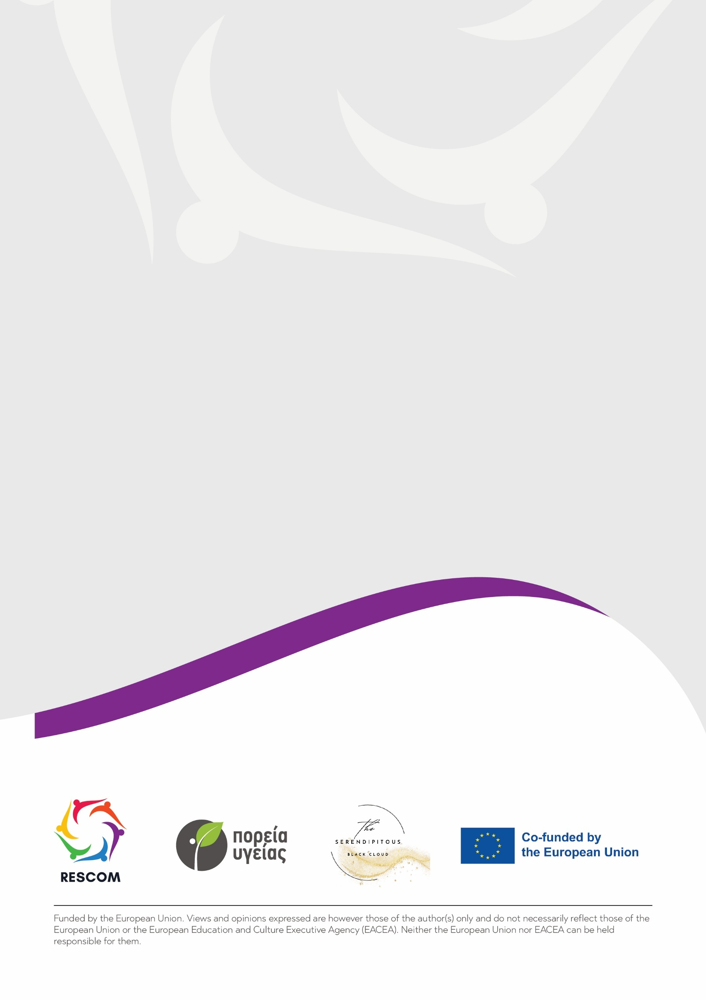 RESCOM
πορεία
υγείας
the
SERENDIPITOUS
BLACK CLOUD
Co-funded by
the European Union
Funded by the European Union. Views and opinions expressed are however those of the author(s) only and do not necessarily reflect those of the
European Union or the European Education and Culture Executive Agency (EACEA). Neither the European Union nor EACEA can be held
responsible for them.